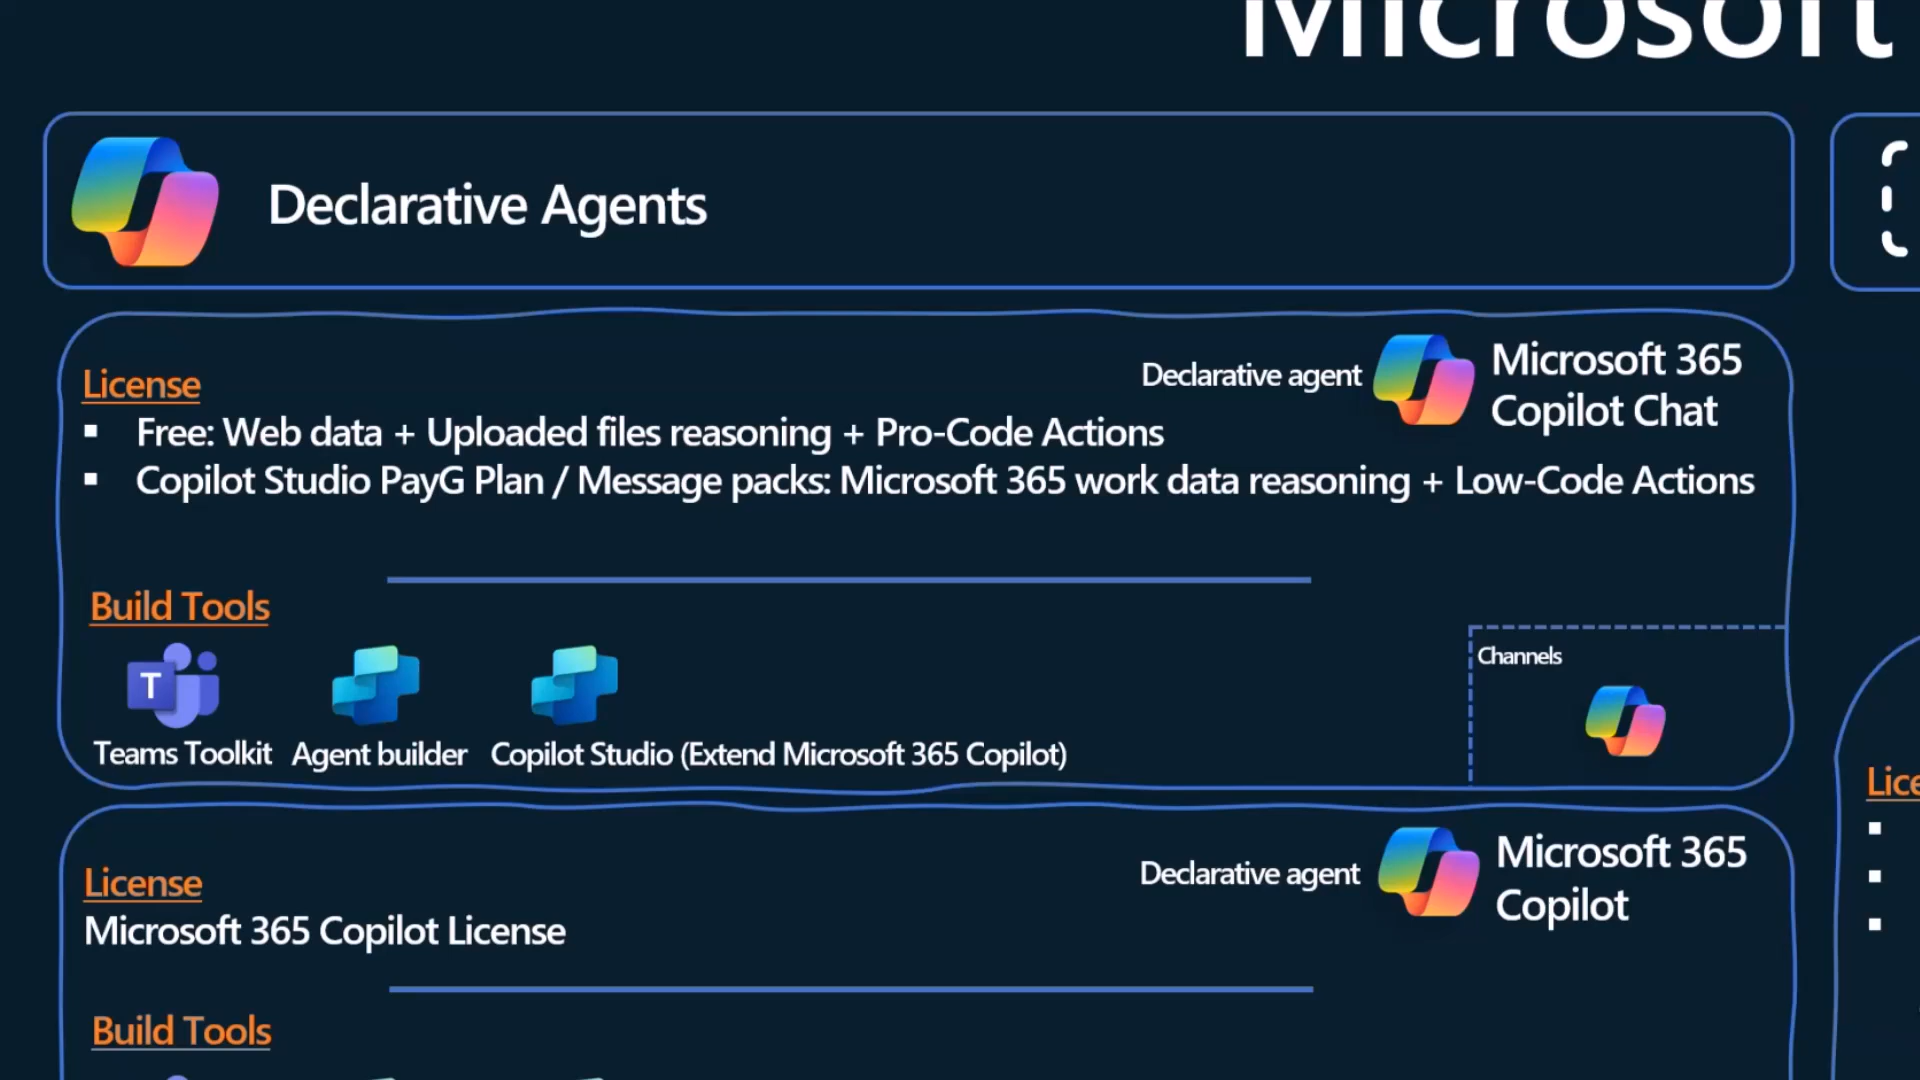 Microsoft
Declarative Agents
Declarative agent
Microsoft 365
Copilot Chat
License
▪ Free: Web data + Uploaded files reasoning + Pro-Code Actions
▪ Copilot Studio PayG Plan / Message packs: Microsoft 365 work data reasoning + Low-Code Actions
Build Tools
T
Teams Toolkit
Agent builder
Copilot Studio (Extend Microsoft 365 Copilot)
Channels
Declarative agent
Microsoft 365
Copilot
License
Microsoft 365 Copilot License
Build Tools
Lice